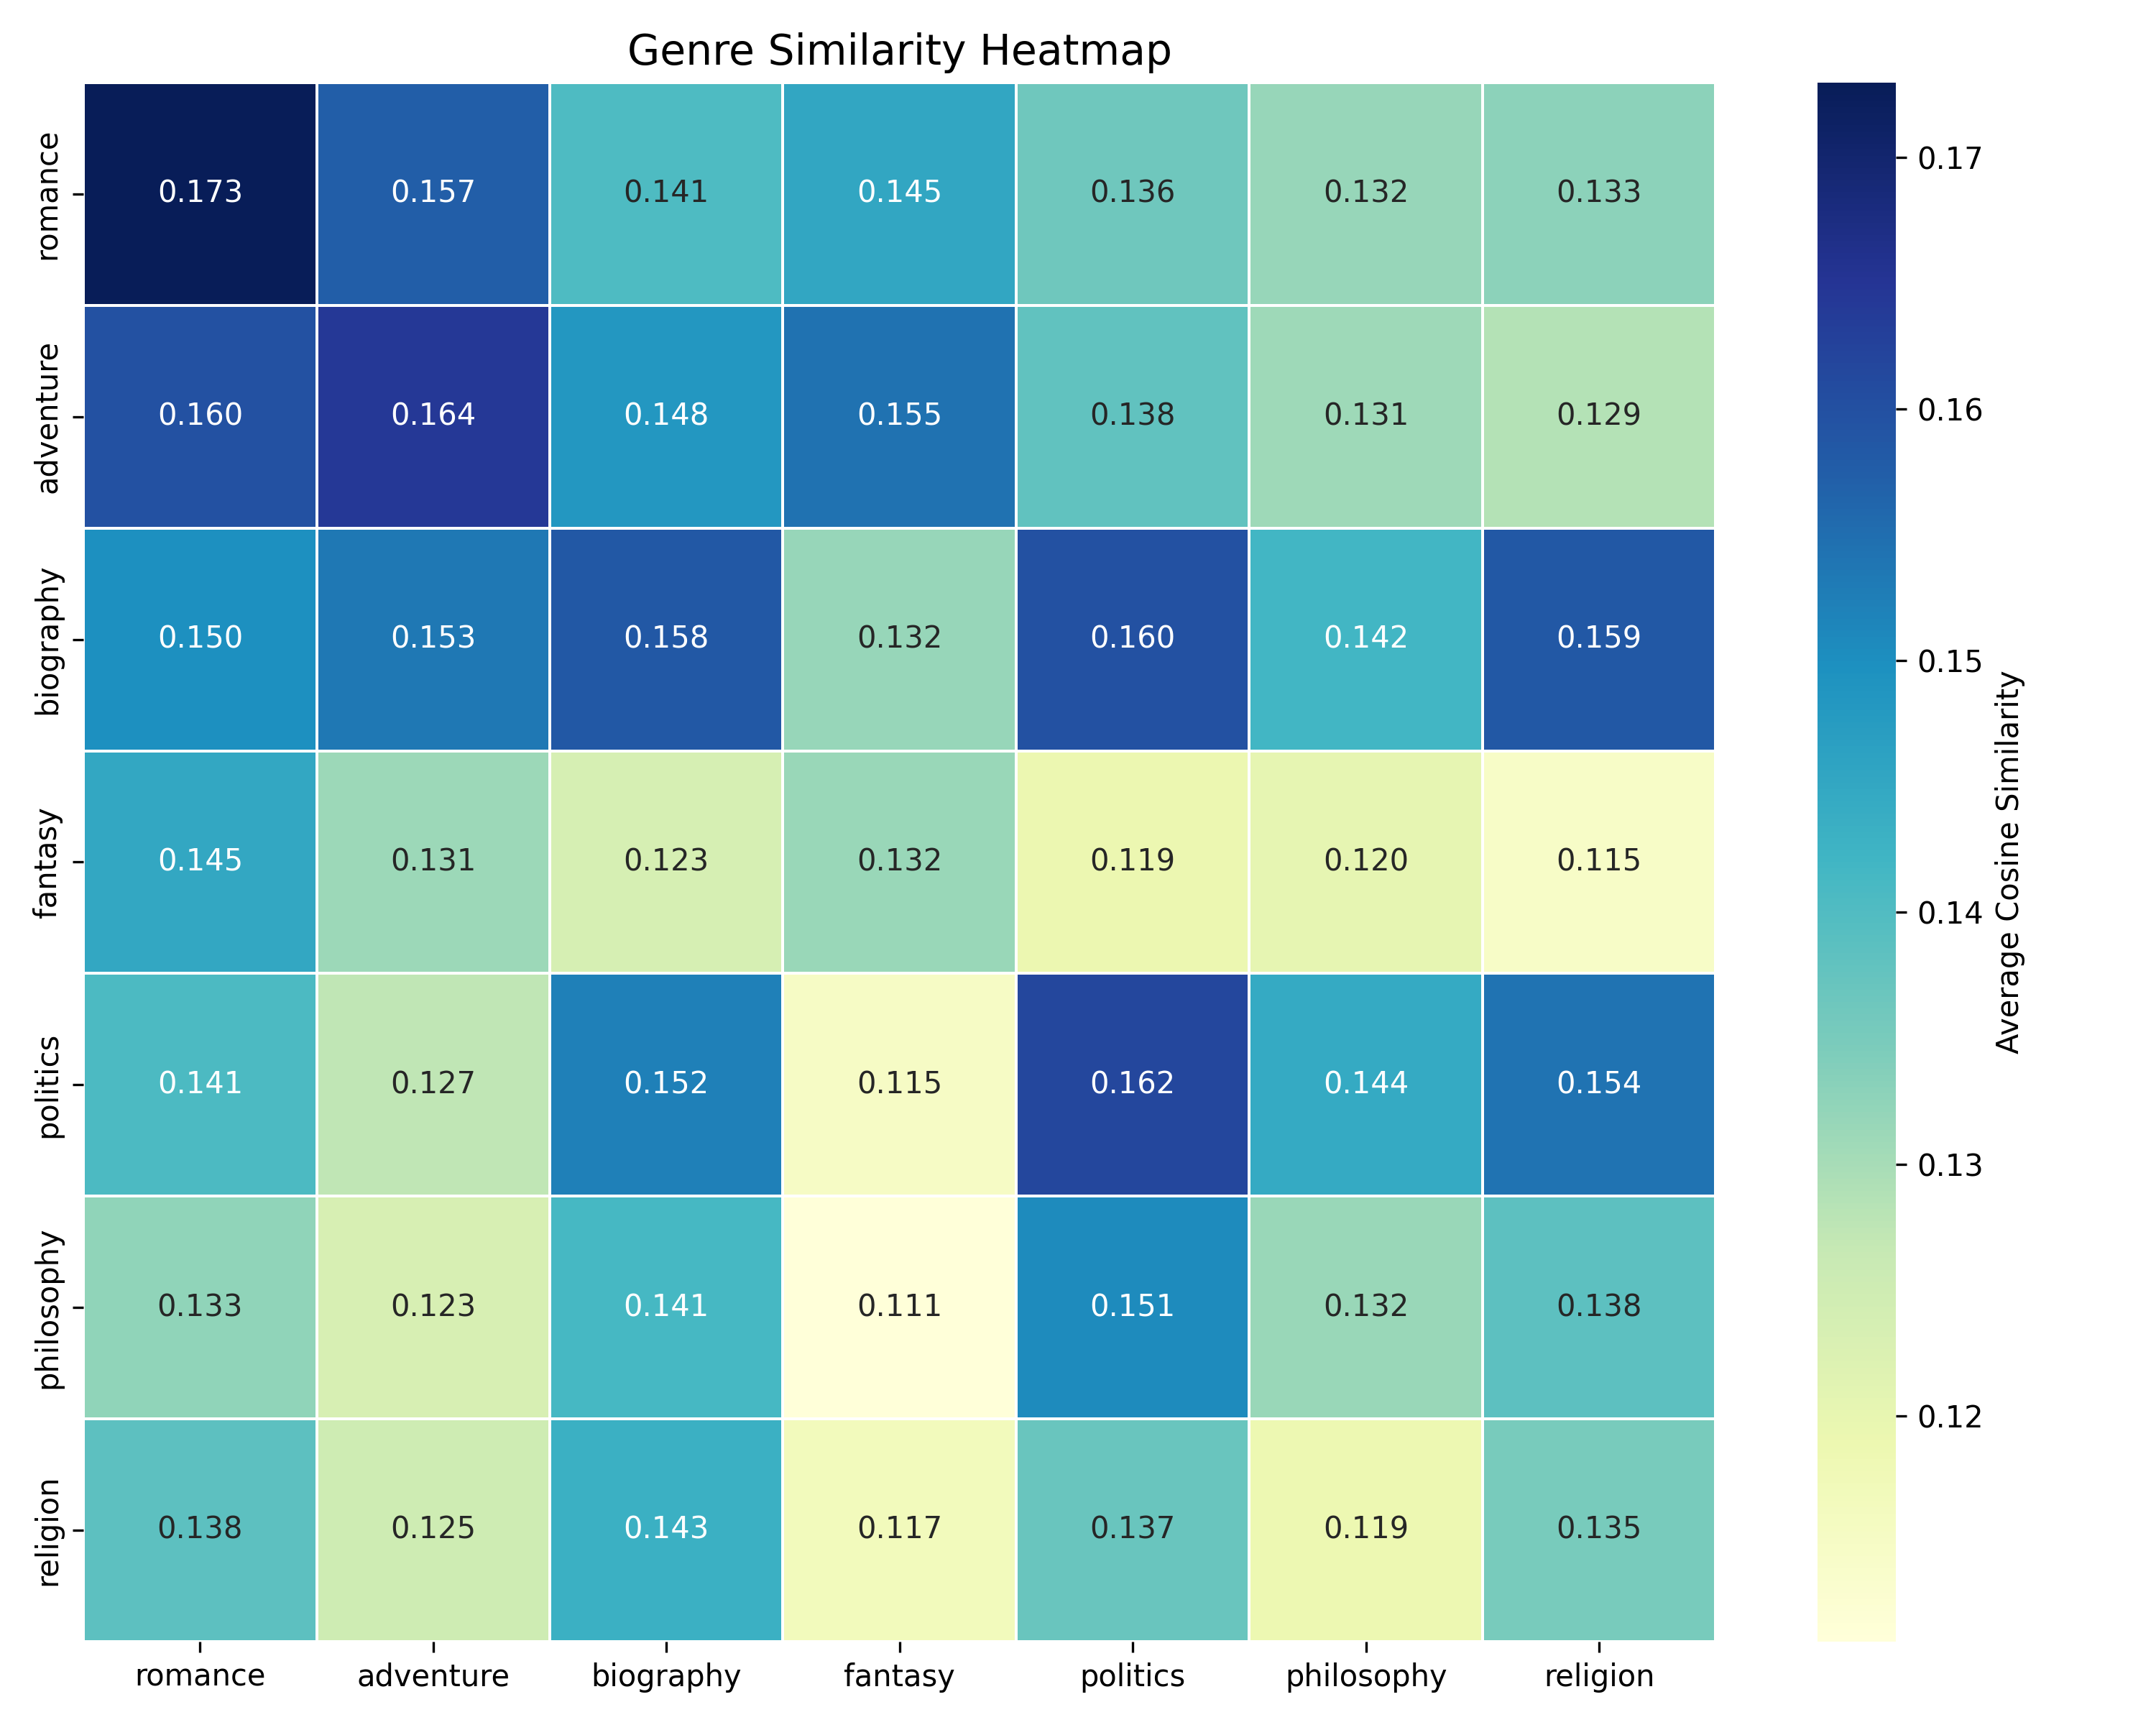 Genre Similarity Heatmap
romance 0.173 0.157 0.141 0.145 0.136 0.132 0.133
adventure 0.160 0.164 0.148 0.155 0.138 0.131 0.129
biography 0.150 0.153 0.158 0.132 0.160 0.142 0.159
fantasy 0.145 0.131 0.123 0.132 0.119 0.120 0.115
politics 0.141 0.127 0.152 0.115 0.162 0.144 0.154
philosophy 0.133 0.123 0.141 0.111 0.151 0.132 0.138
religion 0.138 0.125 0.143 0.117 0.137 0.119 0.135
romance adventure biography fantasy politics philosophy religion
0.17
0.16
0.15
0.14
0.13
0.12
Average Cosine Similarity